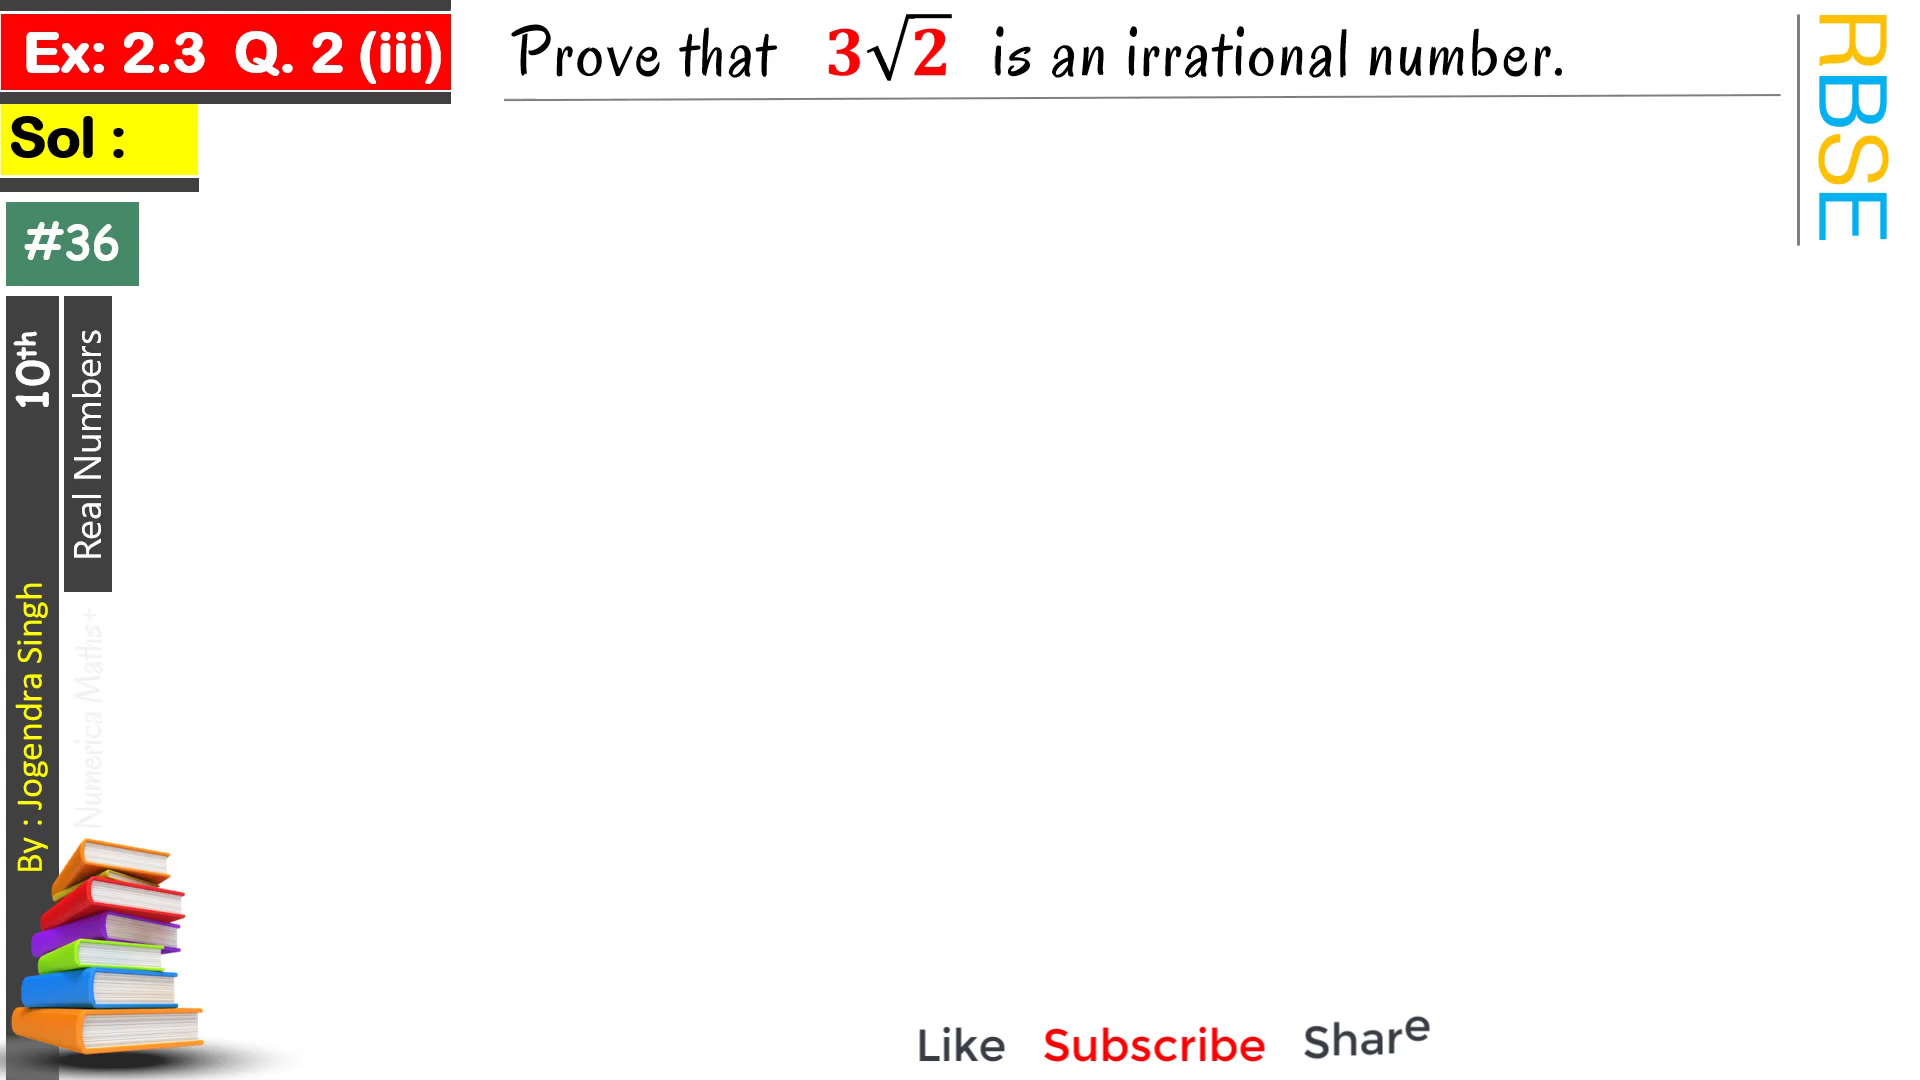 Ex: 2.3 Q. 2 (iii)
Prove that 3√2 is an irrational number.
RBSE
Sol :
#36
10th
Real Numbers
By : Jogendra Singh
Numerica Maths+
Like Subscribe Share